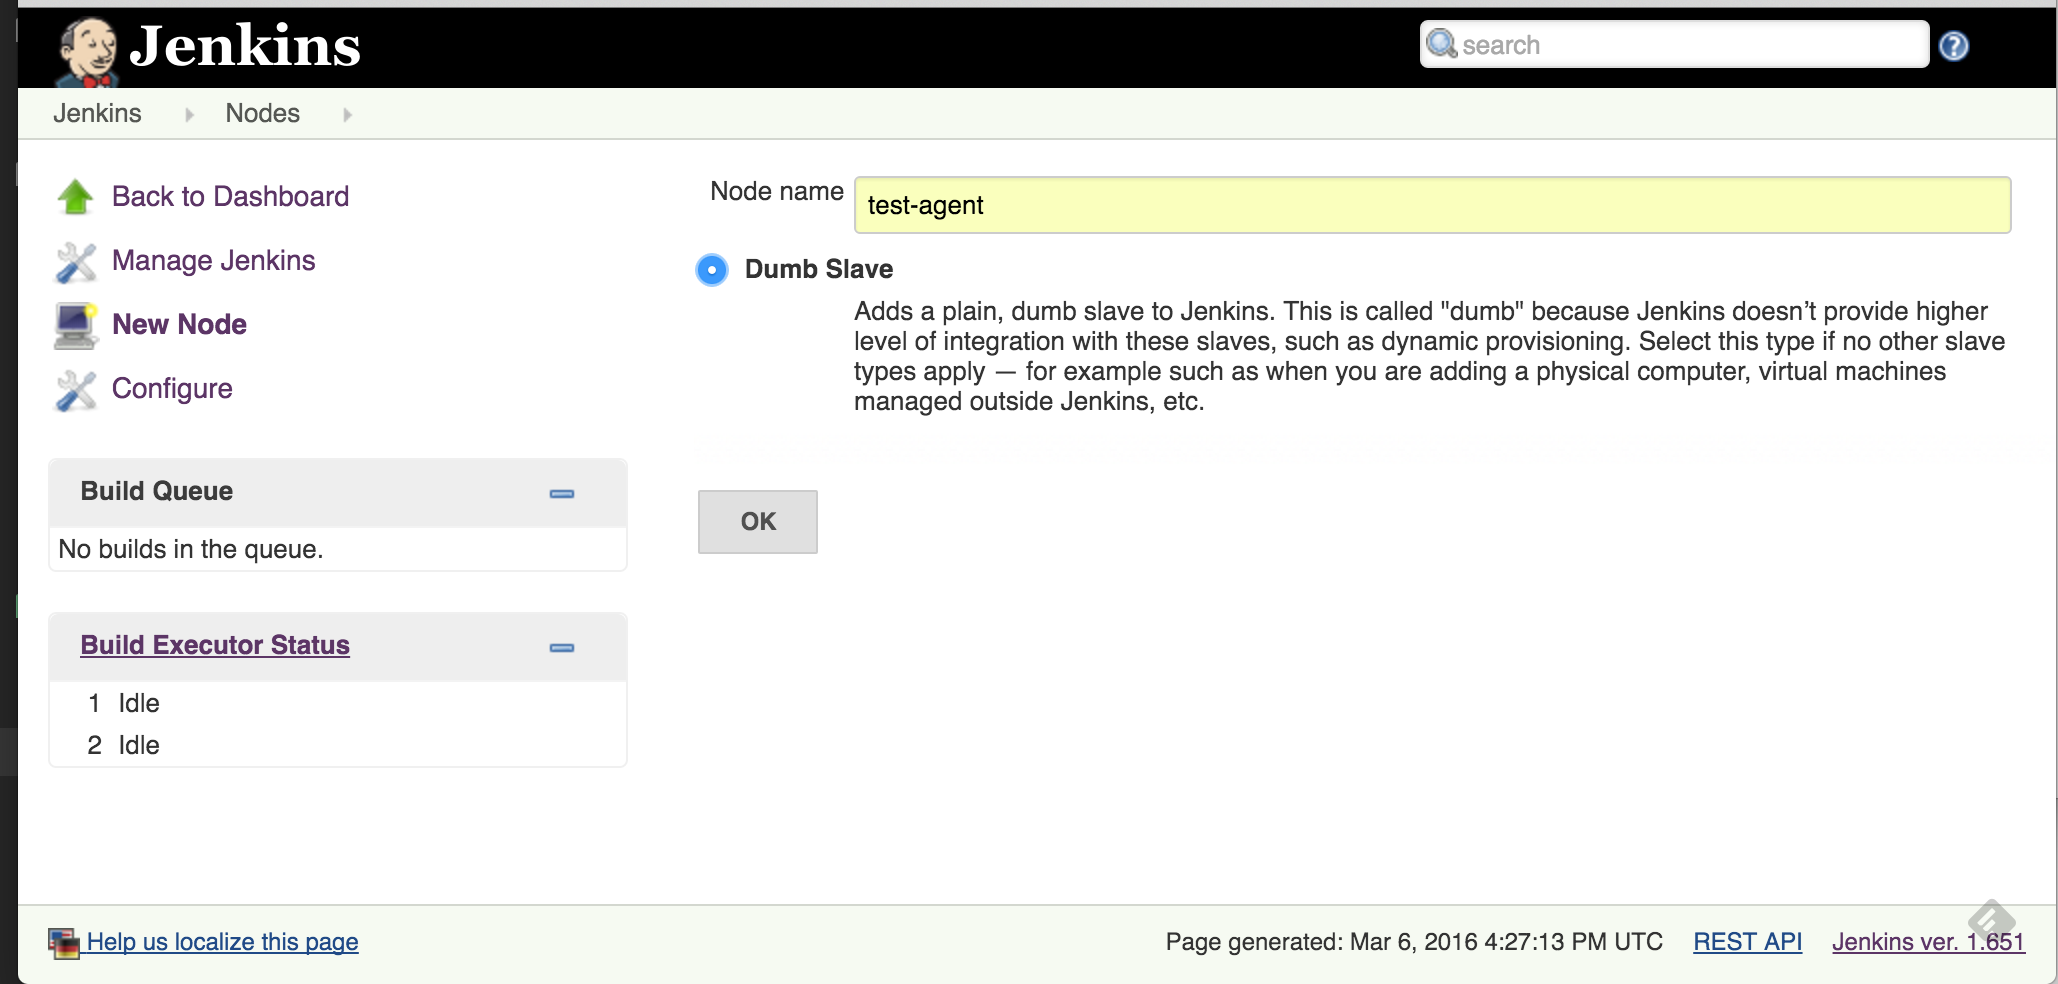 Jenkins
search
Jenkins
Nodes
Back to Dashboard
Manage Jenkins
New Node
Configure
Build Queue
No builds in the queue.
Build Executor Status
1 Idle
2 Idle
Node name
test-agent
Dumb Slave
Adds a plain, dumb slave to Jenkins. This is called "dumb" because Jenkins doesn’t provide higher
level of integration with these slaves, such as dynamic provisioning. Select this type if no other slave
types apply — for example such as when you are adding a physical computer, virtual machines
managed outside Jenkins, etc.
OK
Help us localize this page
Page generated: Mar 6, 2016 4:27:13 PM UTC
REST API
Jenkins ver. 1.651